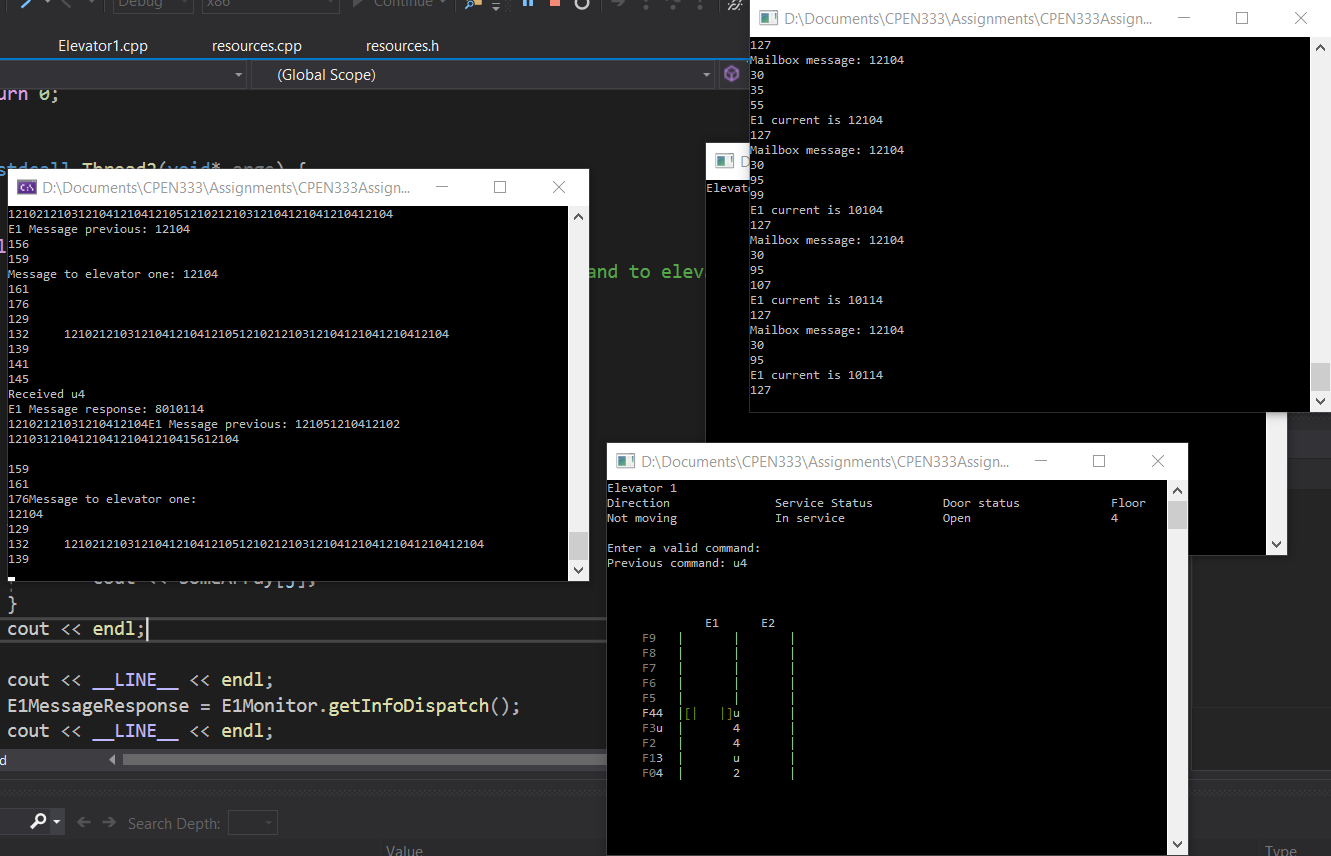 Debug x86 Continue
Elevator1.cpp resources.cpp resources.h
(Global Scope)
urn 0;
stdcall Thread2(void* args) {
and to elev
cout << someArray[j];
}
cout << endl;
cout << __LINE__ << endl;
E1MessageResponse = E1Monitor.getInfoDispatch();
cout << __LINE__ << endl;
Search Depth:
Value
Type
D:\Documents\CPEN333\Assignments\CPEN333Assign...
127
Mailbox message: 12104
30
35
55
E1 current is 12104
127
Mailbox message: 12104
30
95
99
E1 current is 10104
127
Mailbox message: 12104
30
95
107
E1 current is 10114
127
Mailbox message: 12104
30
95
E1 current is 10114
127
D
Elevat
D:\Documents\CPEN333\Assignments\CPEN333Assign...
1210212103121041210412105121021210312104121041210412104
E1 Message previous: 12104
156
159
Message to elevator one: 12104
161
176
129
132 1210212103121041210412105121021210312104121041210412104
139
141
145
Received u4
E1 Message response: 8010114
12102121031210412104E1 Message previous: 121051210412102
121031210412104121041210415612104
159
161
176Message to elevator one:
12104
129
132 121021210312104121041210512102121031210412104121041210412104
139
D:\Documents\CPEN333\Assignments\CPEN333Assign...
Elevator 1
Direction Service Status Door status Floor
Not moving In service Open 4
Enter a valid command:
Previous command: u4
E1 E2
F9 | | |
F8 | | |
F7 | | |
F6 | | |
F5 | | |
F44 |[| |]u |
F3u | 4 |
F2 | 4 |
F13 | u |
F04 | 2 |